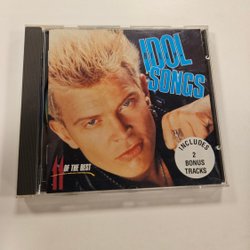 IDOL
SONGS
11 OF THE BEST
INCLUDES
2
BONUS
TRACKS